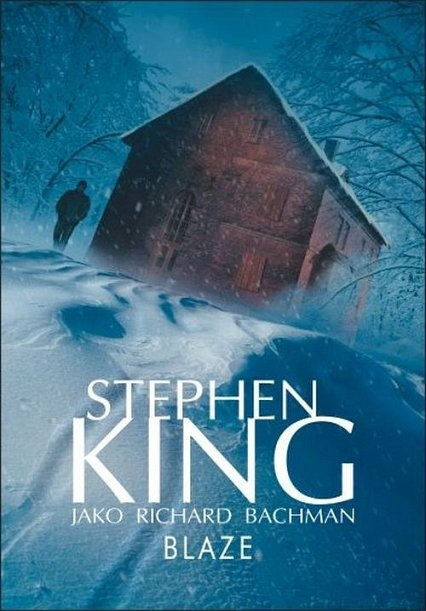 STEPHEN
KING
JAKO RICHARD BACHMAN
BLAZE